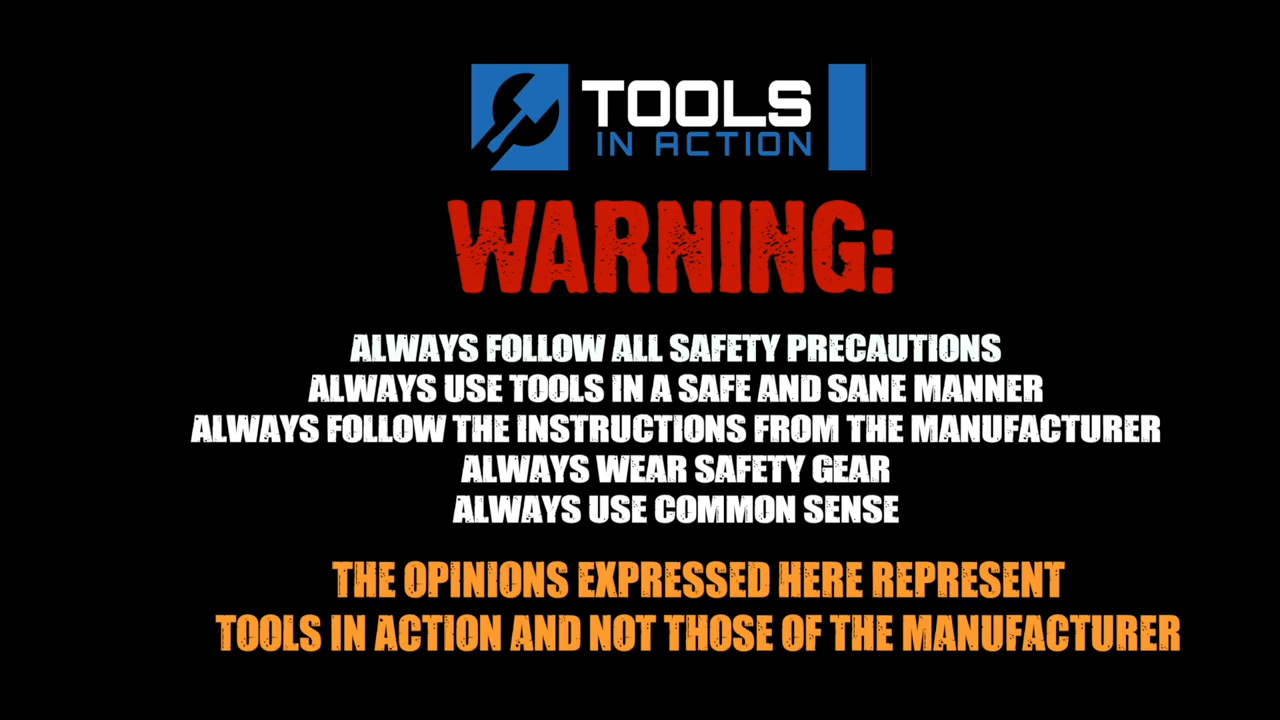 TOOLS
IN ACTION
WARNING:
ALWAYS FOLLOW ALL SAFETY PRECAUTIONS
ALWAYS USE TOOLS IN A SAFE AND SANE MANNER
ALWAYS FOLLOW THE INSTRUCTIONS FROM THE MANUFACTURER
ALWAYS WEAR SAFETY GEAR
ALWAYS USE COMMON SENSE
THE OPINIONS EXPRESSED HERE REPRESENT
TOOLS IN ACTION AND NOT THOSE OF THE MANUFACTURER